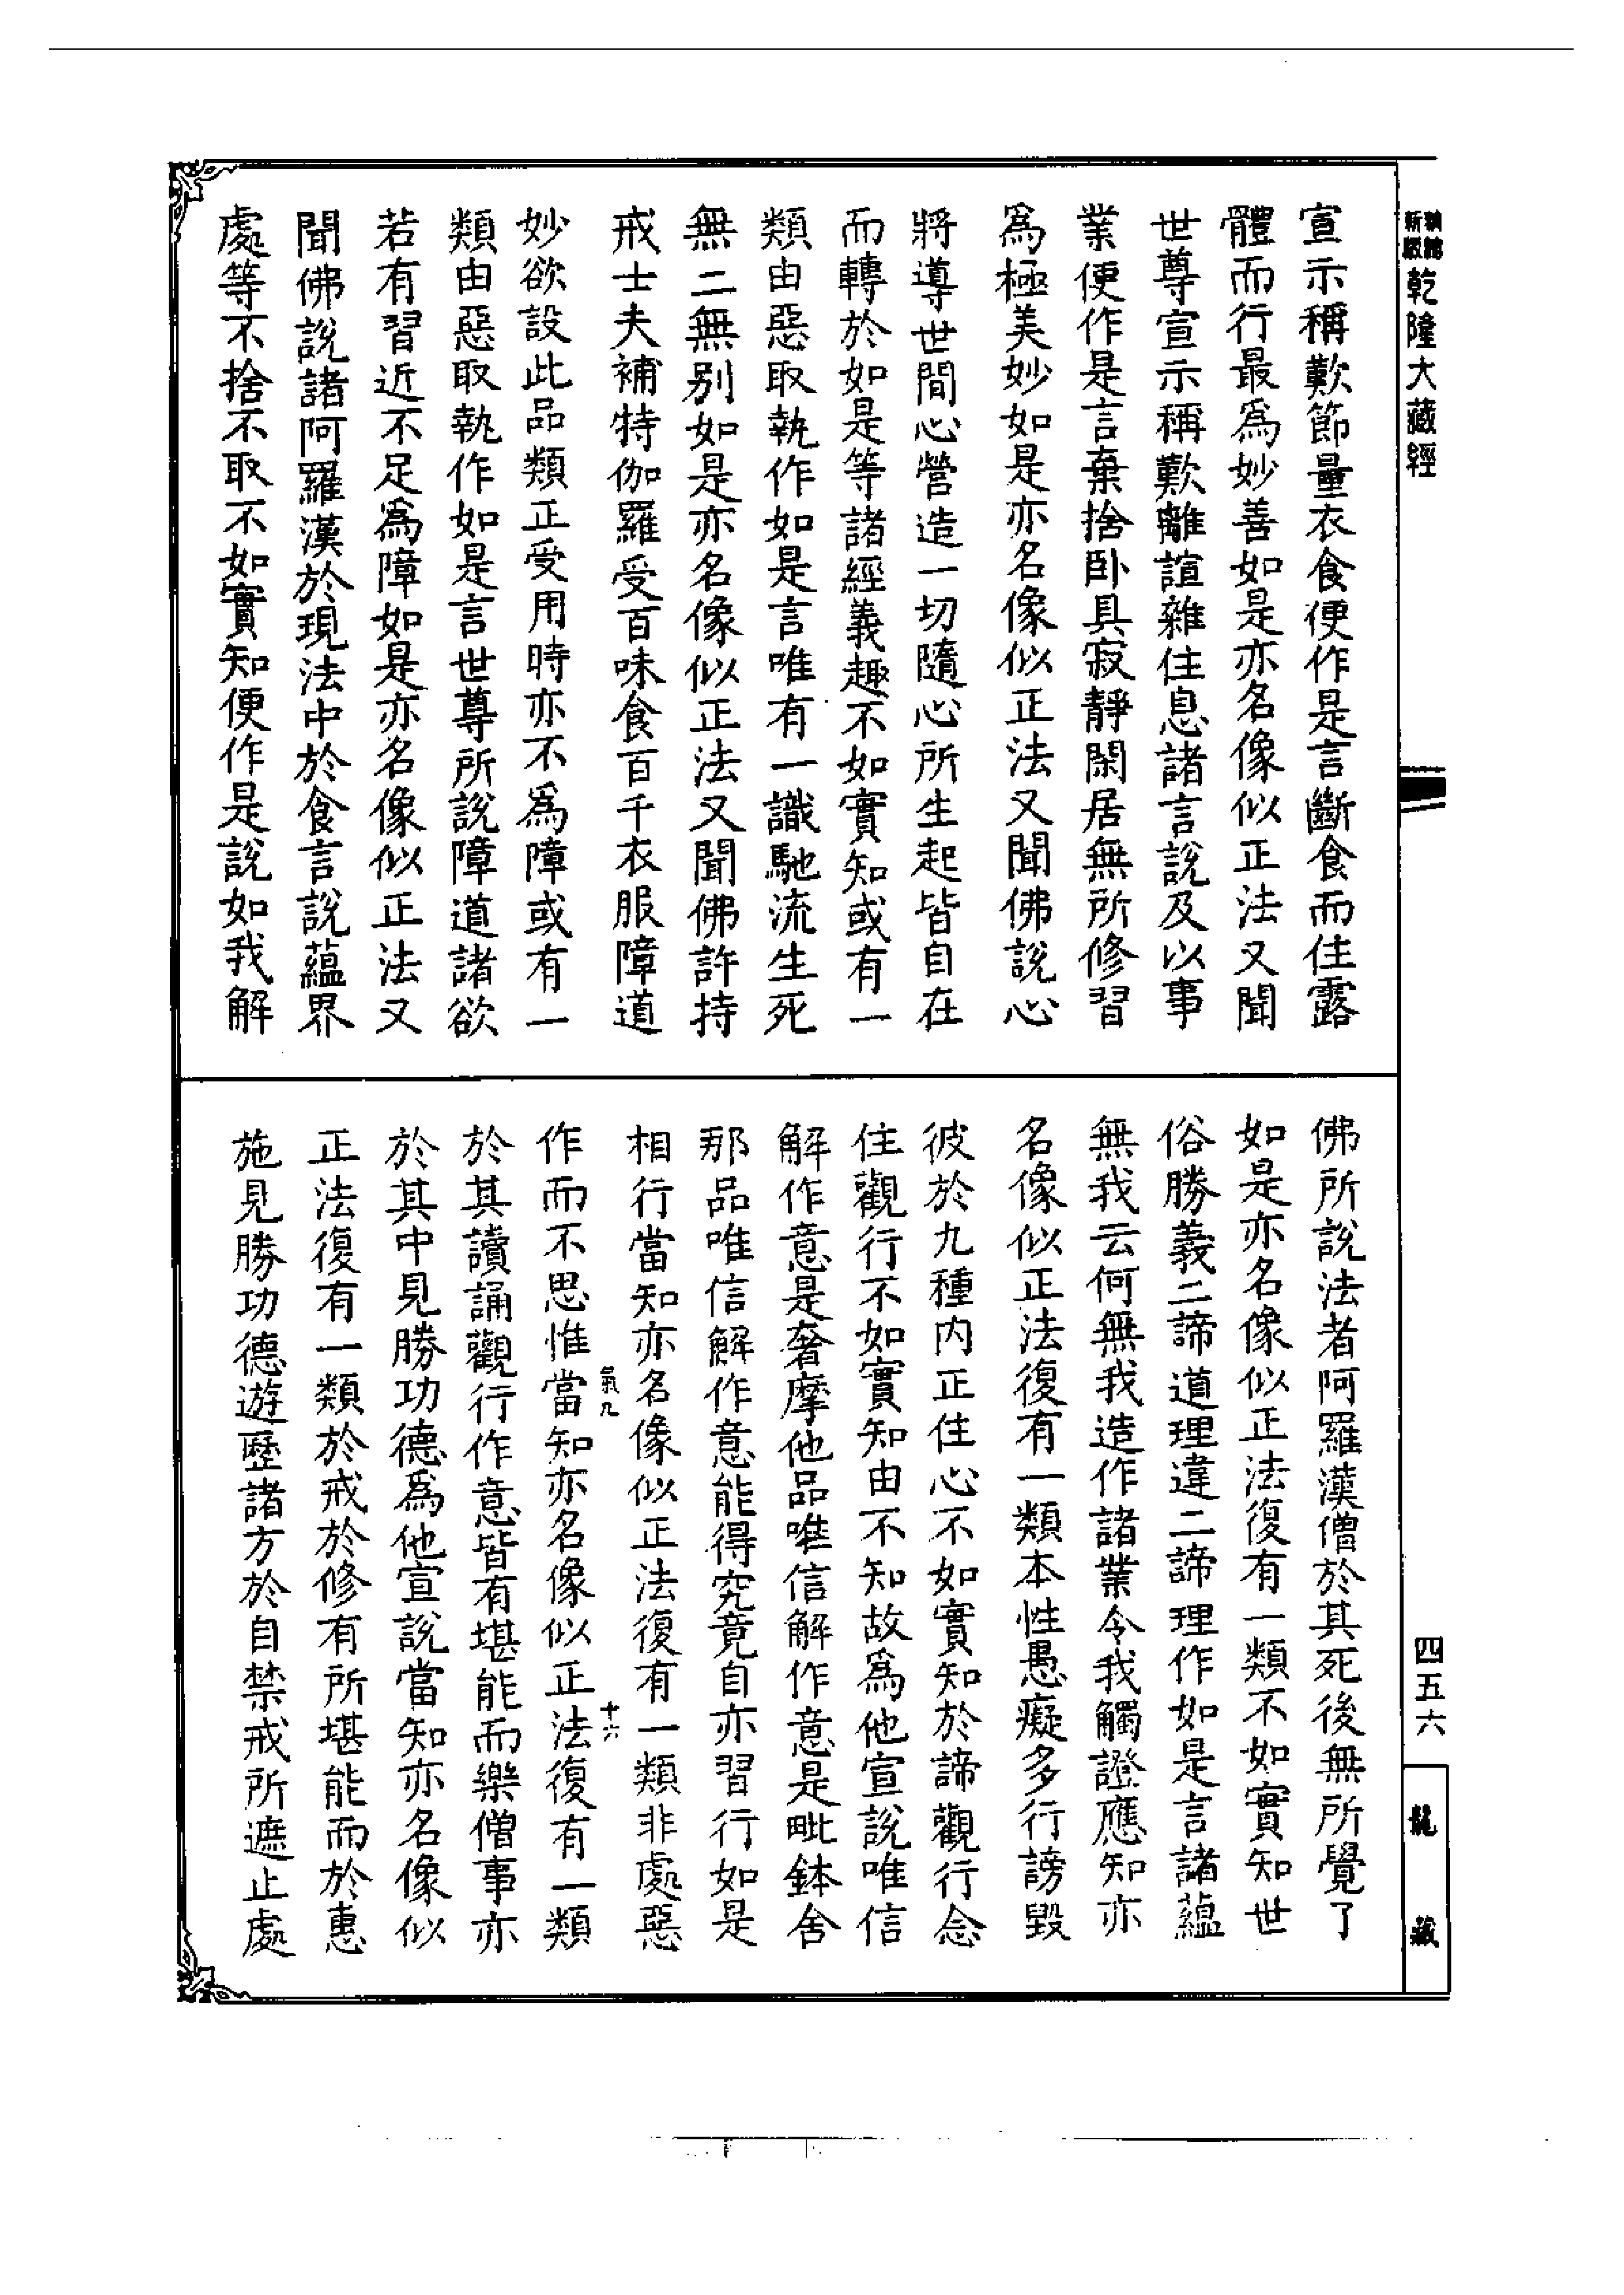 新版
精館
乾隆大藏經
宣示稱歎節量衣食便作是言斷食而住露
體而行最爲妙善如是亦名像似正法又聞
世尊宣示稱歎離諠雜住息諸言說及以事
業便作是言棄捨臥具寂靜閑居無所修習
爲極美妙如是亦名像似正法又聞佛說心
將導世間心營造一切隨心所生起皆自在
而轉於如是等諸經義趣不如實知或有一
類由惡取執作如是言唯有一識馳流生死
無二無別如是亦名像似正法又聞佛許持
戒士夫補特伽羅受百味食百千衣服障道
妙欲設此品類正受用時亦不爲障或有一
類由惡取執作如是言世尊所說障道諸欲
若有習近不足爲障如是亦名像似正法又
聞佛說諸阿羅漢於現法中於食言說蘊界
處等不捨不取不如實知便作是說如我解
佛所說法者阿羅漢僧於其死後無所覺了
如是亦名像似正法復有一類不如實知世
俗勝義二諦道理違二諦理作如是言諸蘊
無我云何無我造作諸業令我觸證應知亦
名像似正法復有一類本性愚癡多行謗毀
彼於九種內正住心不如實知於諦觀行念
住觀行不如實知由不知故爲他宣說唯信
解作意是奢摩他品唯信解作意是毗鉢舍
那品唯信解作意能得究竟自亦習行如是
相行當知亦名像似正法復有一類非處惡
氣九
十六
作而不思惟當知亦名像似正法復有一類
於其讀誦觀行作意皆有堪能而樂僧事亦
於其中見勝功德爲他宣說當知亦名像似
正法復有一類於戒於修有所堪能而於惠
施見勝功德遊歷諸方於自禁戒所遮止處
四五六
龍藏